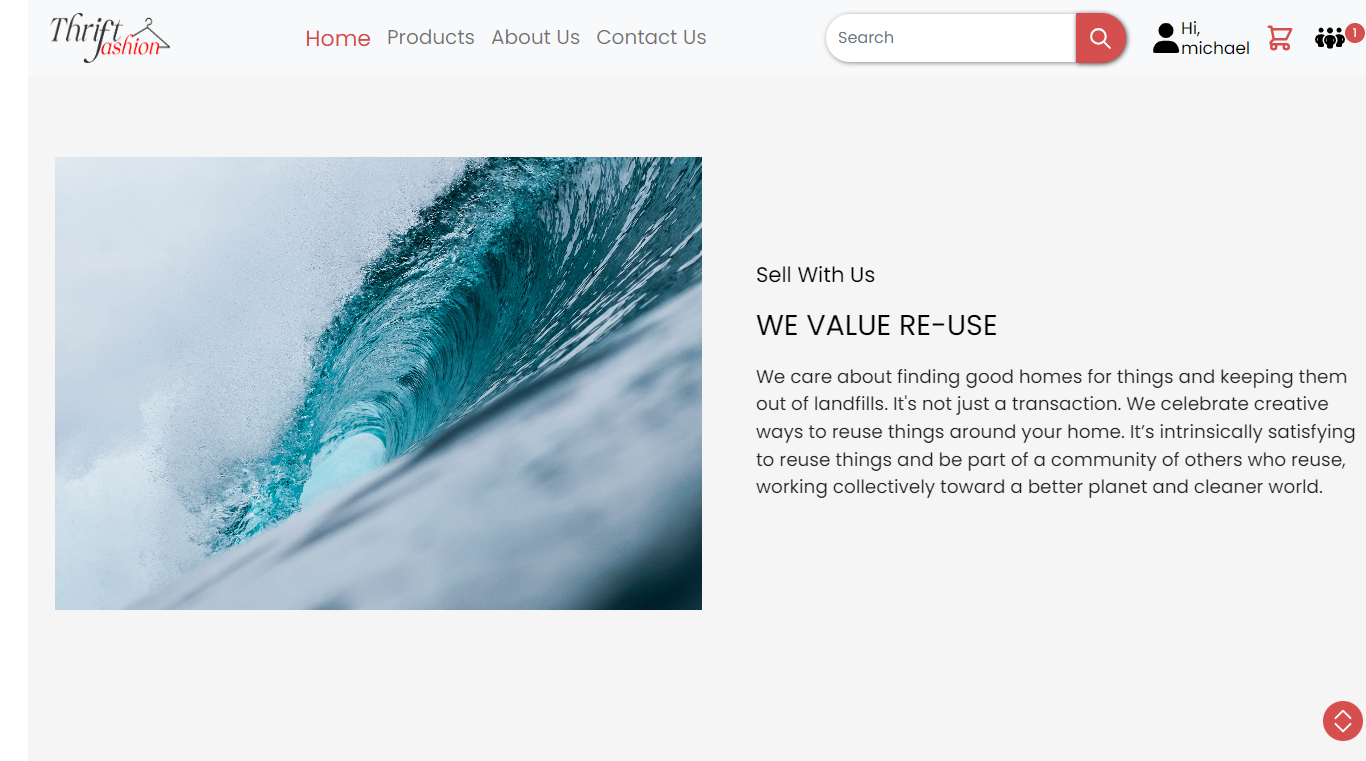 Thrift
fashion
Home Products About Us Contact Us
Search
Hi,
michael
1
Sell With Us
WE VALUE RE-USE
We care about finding good homes for things and keeping them
out of landfills. It's not just a transaction. We celebrate creative
ways to reuse things around your home. It’s intrinsically satisfying
to reuse things and be part of a community of others who reuse,
working collectively toward a better planet and cleaner world.